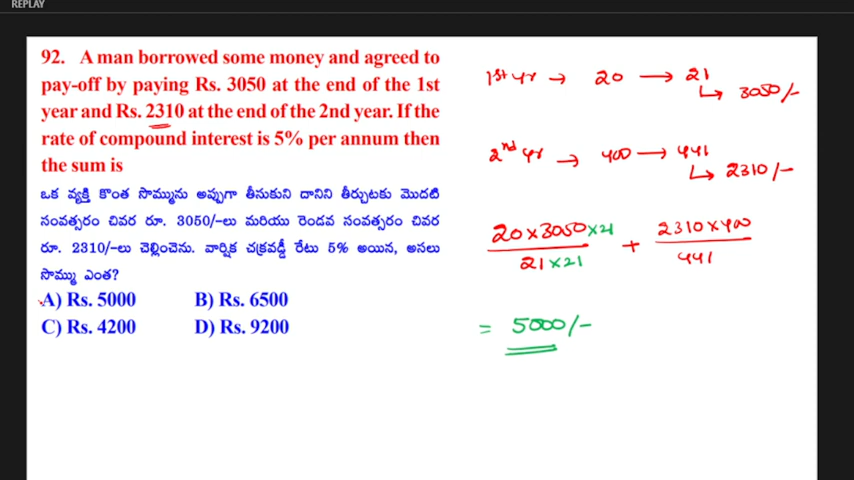 REPLAY
92. A man borrowed some money and agreed to
pay-off by paying Rs. 3050 at the end of the 1st
year and Rs. 2310 at the end of the 2nd year. If the
rate of compound interest is 5% per annum then
the sum is
ఒక వ్యక్తి కొంత సొమ్మును అప్పుగా తీసుకుని దానిని తీర్చుటకు మొదటి
సంవత్సరం చివర రూ. 3050/-లు మరియు రెండవ సంవత్సరం చివర
రూ. 2310/-లు చెల్లించెను. వార్షిక చక్రవడ్డీ రేటు 5% అయిన, అసలు
సొమ్ము ఎంత?
A) Rs. 5000 B) Rs. 6500
C) Rs. 4200 D) Rs. 9200
1st yr → 20 → 21
↳ 3050/-
2nd yr → 400 → 441
↳ 2310/-
20 × 3050 × 21 / 21 × 21 + 2310 × 400 / 441
= 5000/-